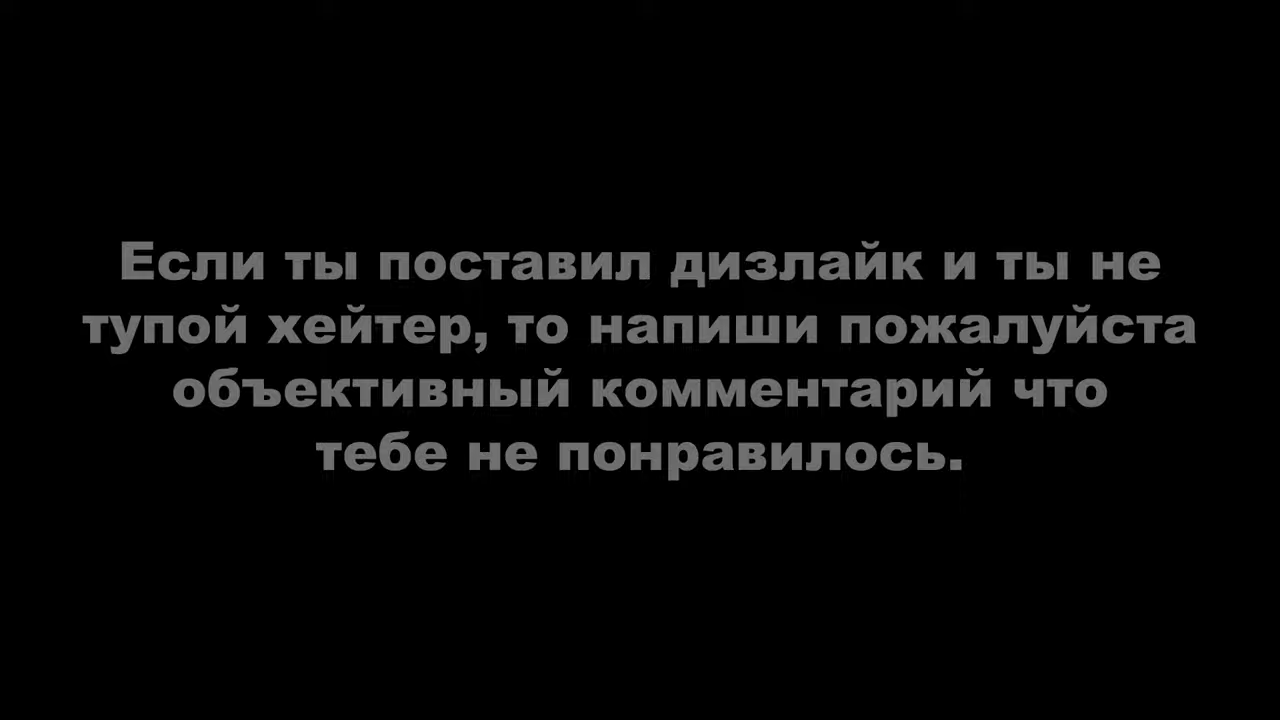 Если ты поставил дизлайк и ты не
тупой хейтер, то напиши пожалуйста
объективный комментарий что
тебе не понравилось.